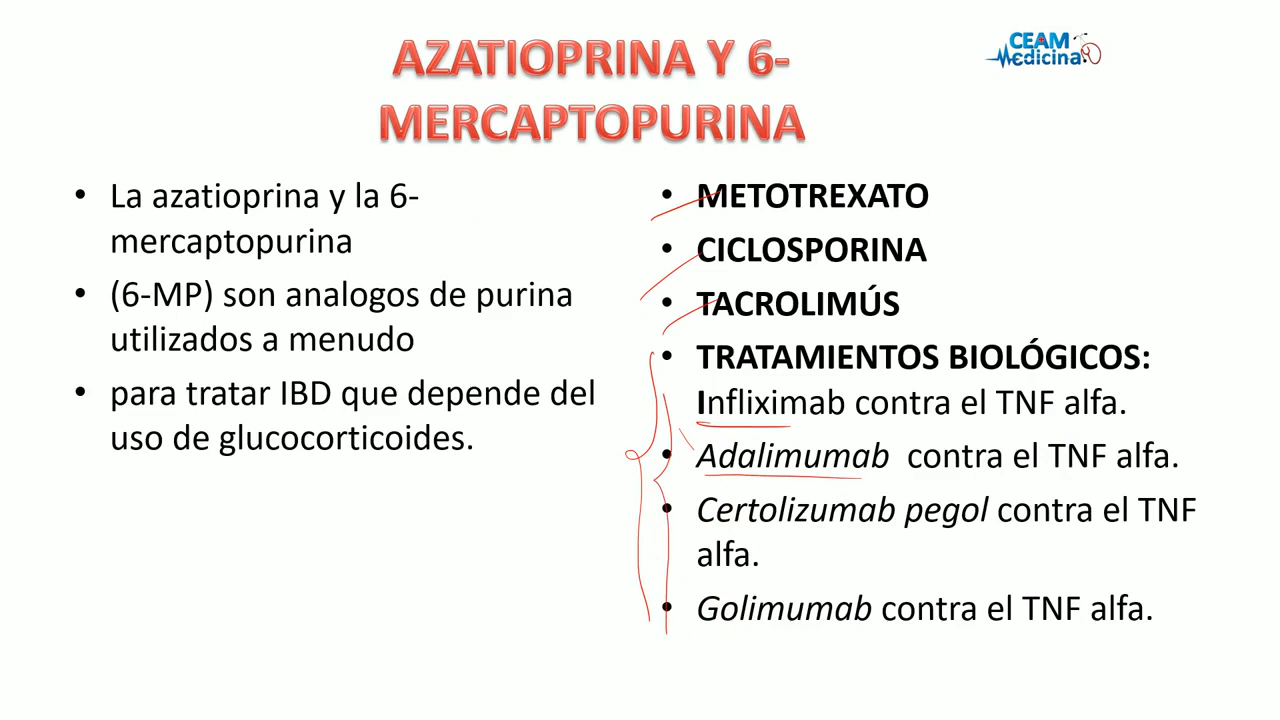 AZATIOPRINA Y 6-
MERCAPTOPURINA
CEAM
Medicina
• La azatioprina y la 6-
mercaptopurina
• (6-MP) son analogos de purina
utilizados a menudo
• para tratar IBD que depende del
uso de glucocorticoides.
• METOTREXATO
• CICLOSPORINA
• TACROLIMÚS
• TRATAMIENTOS BIOLÓGICOS:
Infliximab contra el TNF alfa.
• Adalimumab contra el TNF alfa.
• Certolizumab pegol contra el TNF
alfa.
• Golimumab contra el TNF alfa.